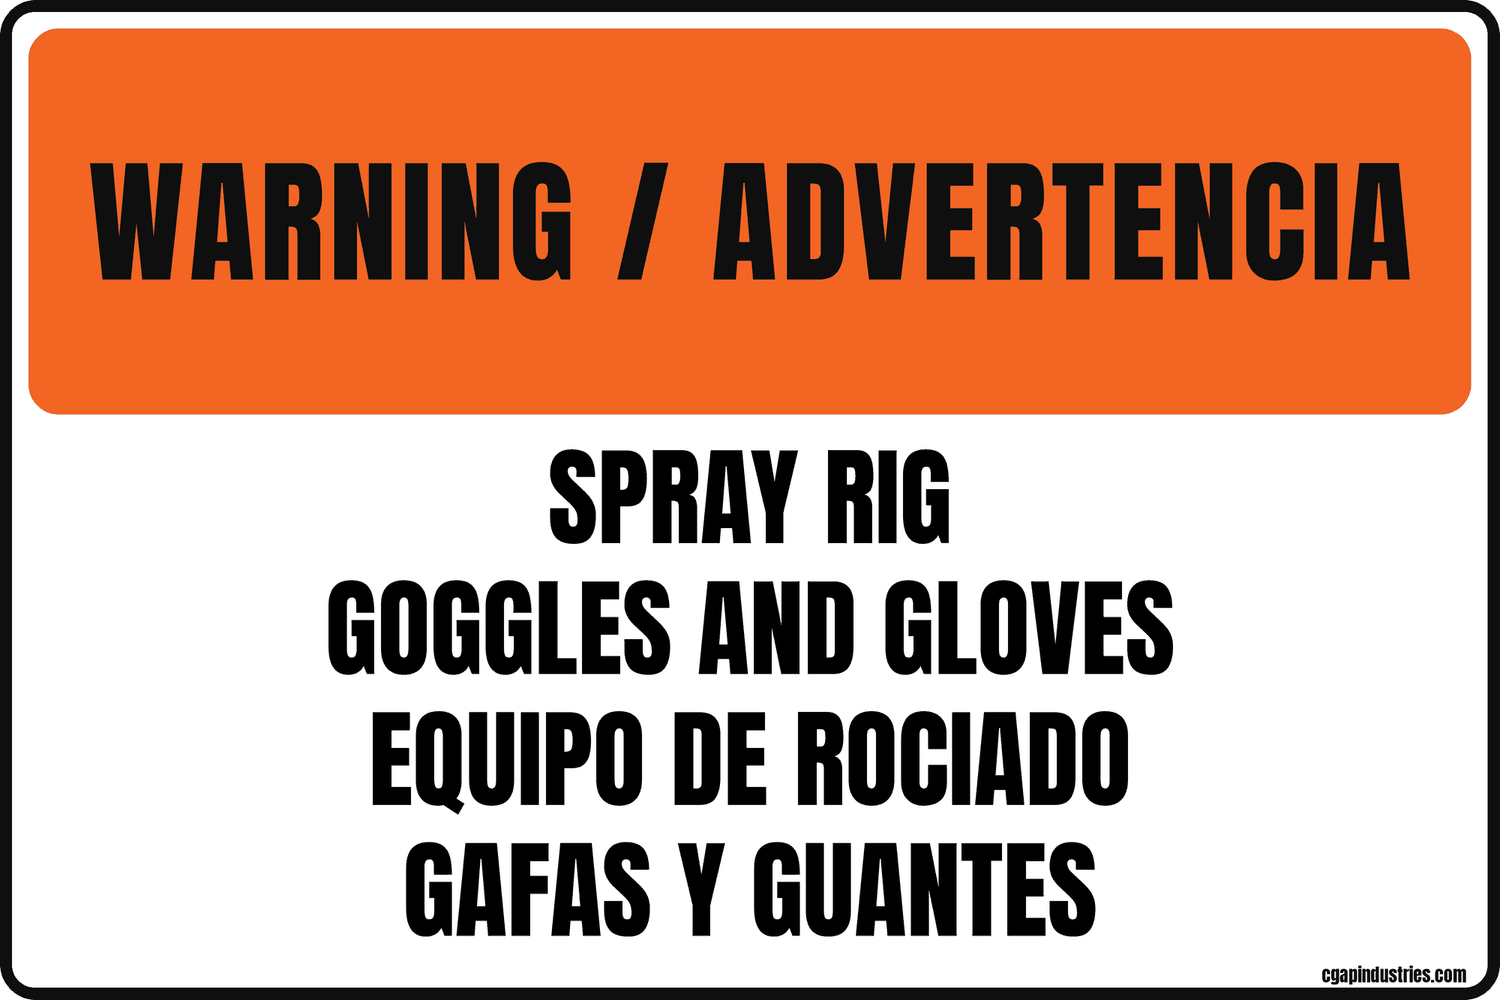 WARNING / ADVERTENCIA
SPRAY RIG
GOGGLES AND GLOVES
EQUIPO DE ROCIADO
GAFAS Y GUANTES
cgapindustries.com